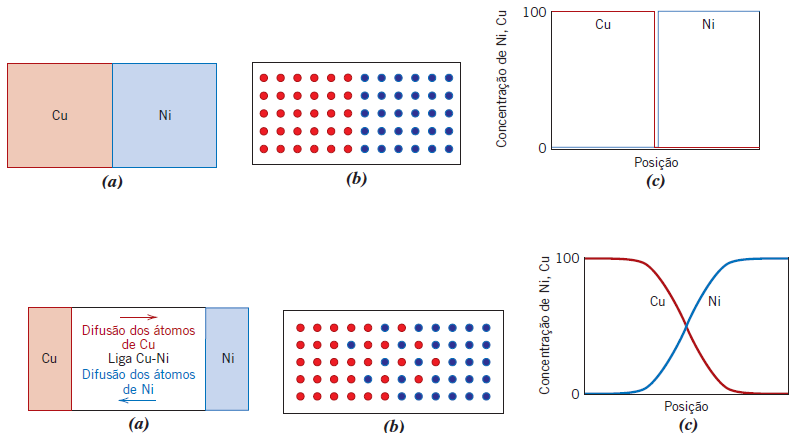 Cu
Ni
(a)
(b)
Concentração de Ni, Cu
100
0
Cu
Ni
Posição
(c)
Cu
Difusão dos átomos
de Cu
Liga Cu-Ni
Difusão dos átomos
de Ni
Ni
(a)
(b)
Concentração de Ni, Cu
100
0
Cu
Ni
Posição
(c)